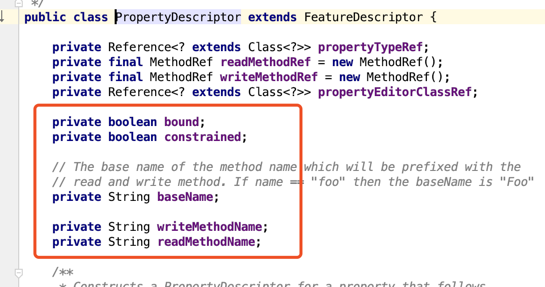 */
public class PropertyDescriptor extends FeatureDescriptor {
private Reference<? extends Class<?>> propertyTypeRef;
private final MethodRef readMethodRef = new MethodRef();
private final MethodRef writeMethodRef = new MethodRef();
private Reference<? extends Class<?>> propertyEditorClassRef;
private boolean bound;
private boolean constrained;
// The base name of the method name which will be prefixed with the
// read and write method. If name == "foo" then the baseName is "Foo"
private String baseName;
private String writeMethodName;
private String readMethodName;
/**
* Constructs a PropertyDescriptor for a property that follows